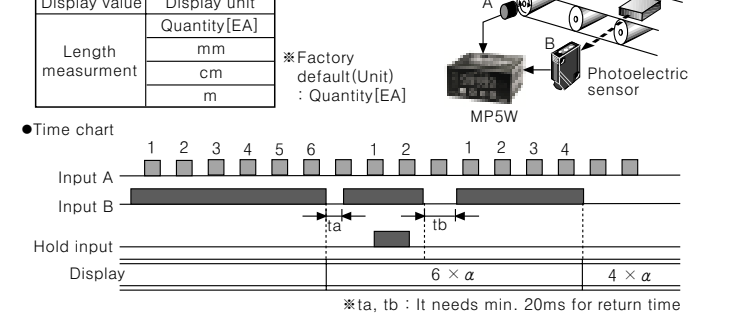 Display value Display unit
Quantity[EA]
Length measurment
mm
cm
m
※Factory
default(Unit)
: Quantity[EA]
A
B
Photoelectric
sensor
MP5W
●Time chart
1 2 3 4 5 6 1 2 1 2 3 4
Input A
Input B
ta
tb
Hold input
Display
6 × α
4 × α
※ta, tb : It needs min. 20ms for return time